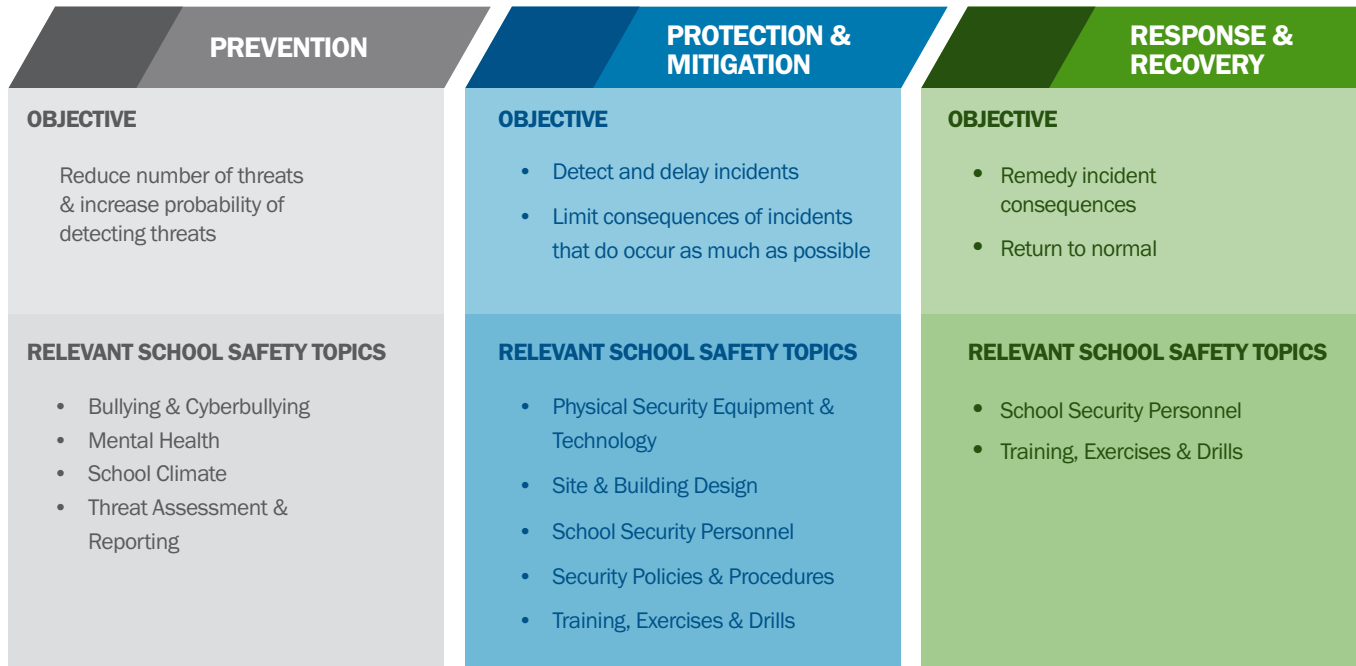 PREVENTION
OBJECTIVE
Reduce number of threats
& increase probability of
detecting threats
RELEVANT SCHOOL SAFETY TOPICS
• Bullying & Cyberbullying
• Mental Health
• School Climate
• Threat Assessment &
Reporting
PROTECTION &
MITIGATION
OBJECTIVE
• Detect and delay incidents
• Limit consequences of incidents
that do occur as much as possible
RELEVANT SCHOOL SAFETY TOPICS
• Physical Security Equipment &
Technology
• Site & Building Design
• School Security Personnel
• Security Policies & Procedures
• Training, Exercises & Drills
RESPONSE &
RECOVERY
OBJECTIVE
• Remedy incident
consequences
• Return to normal
RELEVANT SCHOOL SAFETY TOPICS
• School Security Personnel
• Training, Exercises & Drills